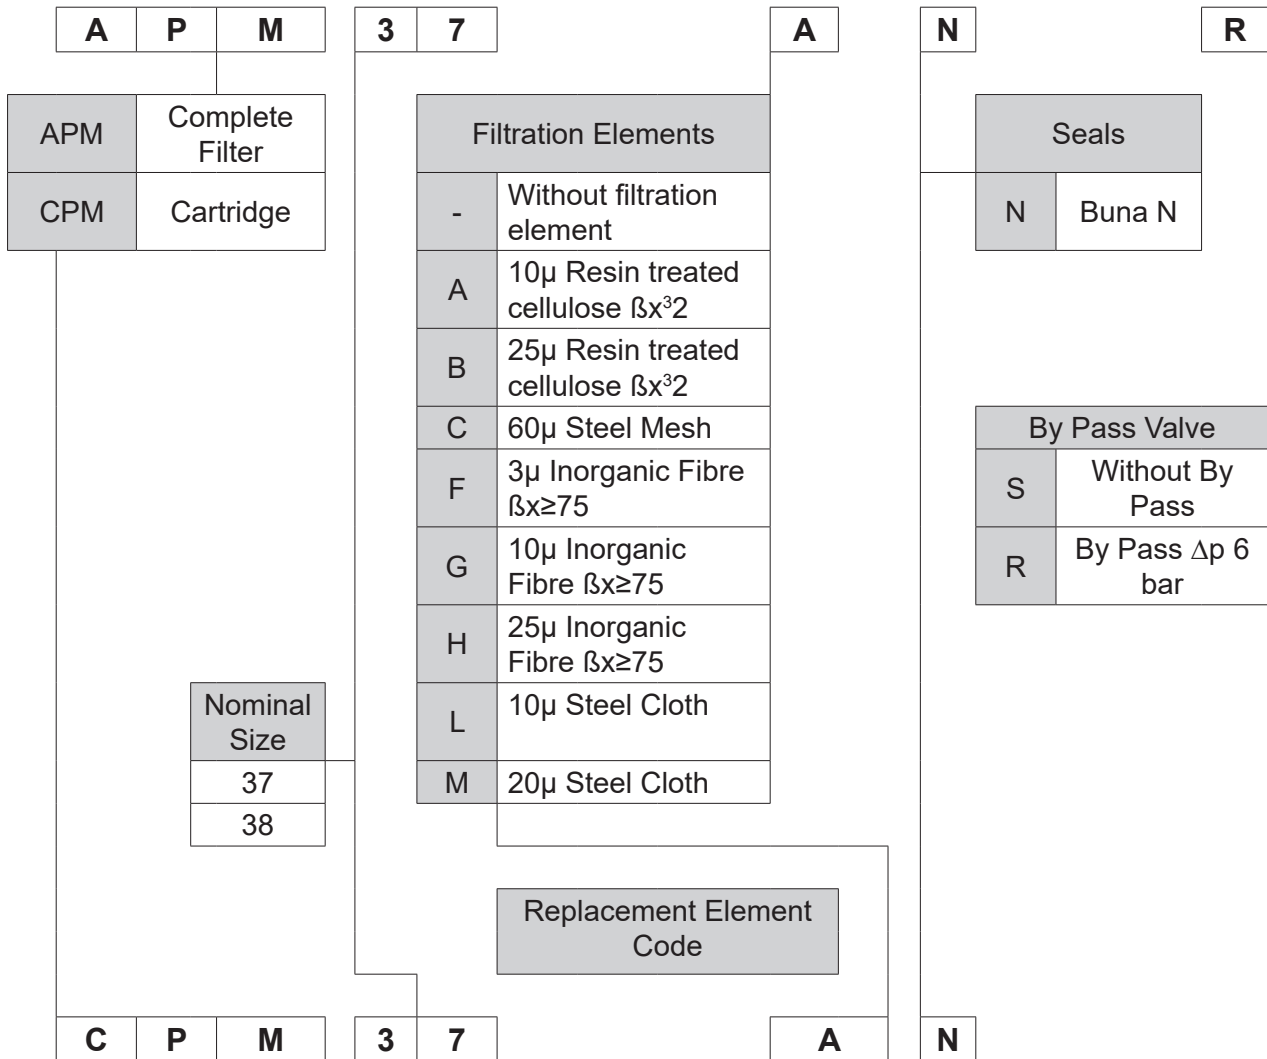 A P M 3 7 A N R
APM Complete
Filter
CPM Cartridge
Filtration Elements
- Without filtration
element
A 10µ Resin treated
cellulose ßx³2
B 25µ Resin treated
cellulose ßx³2
C 60µ Steel Mesh
F 3µ Inorganic Fibre
ßx≥75
G 10µ Inorganic
Fibre ßx≥75
H 25µ Inorganic
Fibre ßx≥75
L 10µ Steel Cloth
M 20µ Steel Cloth
Seals
N Buna N
By Pass Valve
S Without By
Pass
R By Pass Δp 6
bar
Nominal
Size
37
38
Replacement Element
Code
C P M 3 7 A N